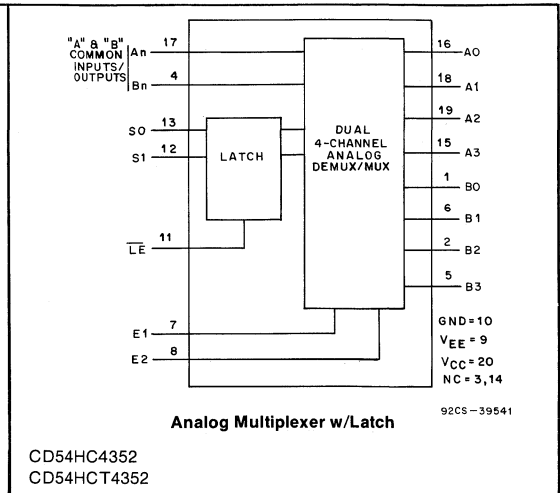 "A" & "B"
COMMON
INPUTS/
OUTPUTS
An 17
Bn 4
S0 13
S1 12
LATCH
L̅E̅ 11
E1 7
E2 8
DUAL
4-CHANNEL
ANALOG
DEMUX/MUX
16 A0
18 A1
19 A2
15 A3
1 B0
6 B1
2 B2
5 B3
GND=10
VEE=9
VCC=20
NC=3,14
92CS-39541
Analog Multiplexer w/Latch
CD54HC4352
CD54HCT4352